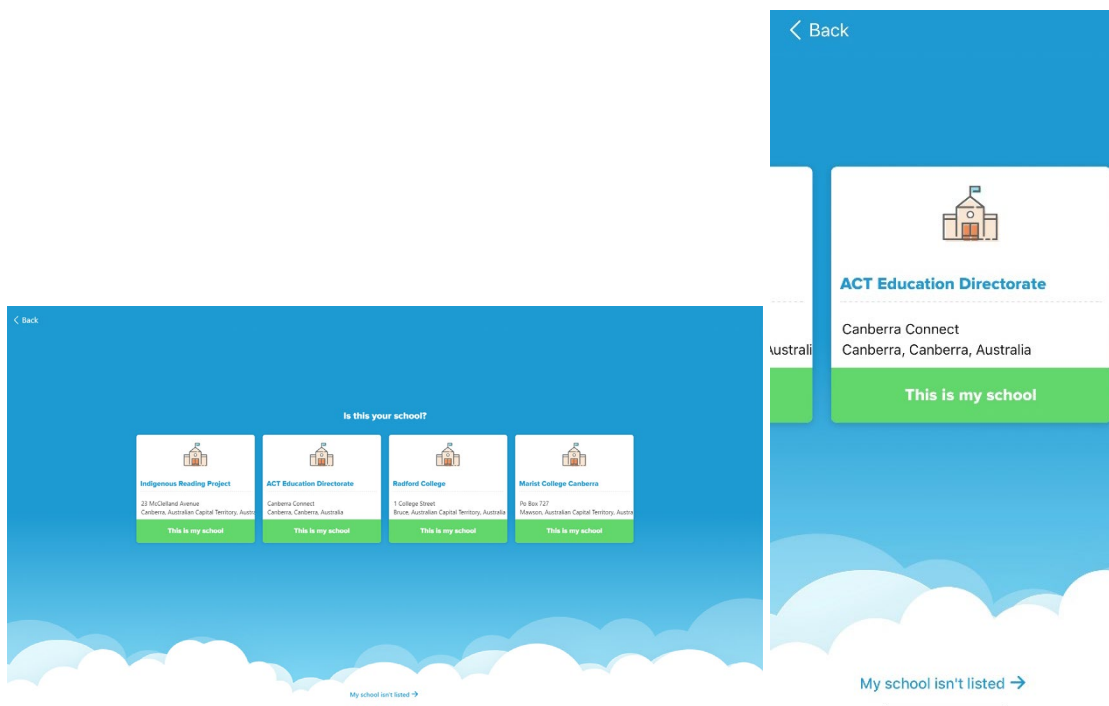 Back
Is this your school?
Indigenous Reading Project
23 McClelland Avenue
Canberra, Australian Capital Territory, Austra
This is my school
ACT Education Directorate
Canberra Connect
Canberra, Canberra, Australia
This is my school
Radford College
1 College Street
Bruce, Australian Capital Territory, Australia
This is my school
Marist College Canberra
Po Box 727
Mawson, Australian Capital Territory, Austra
This is my school
My school isn't listed →
Back
Australi
ACT Education Directorate
Canberra Connect
Canberra, Canberra, Australia
This is my school
My school isn't listed →